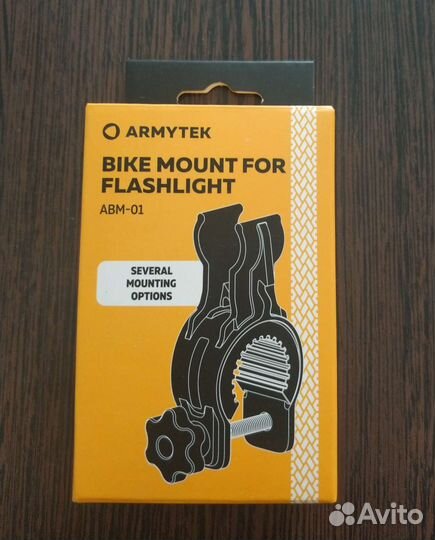 ARMYTEK
BIKE MOUNT FOR
FLASHLIGHT
ABM-01
SEVERAL
MOUNTING
OPTIONS
Avito